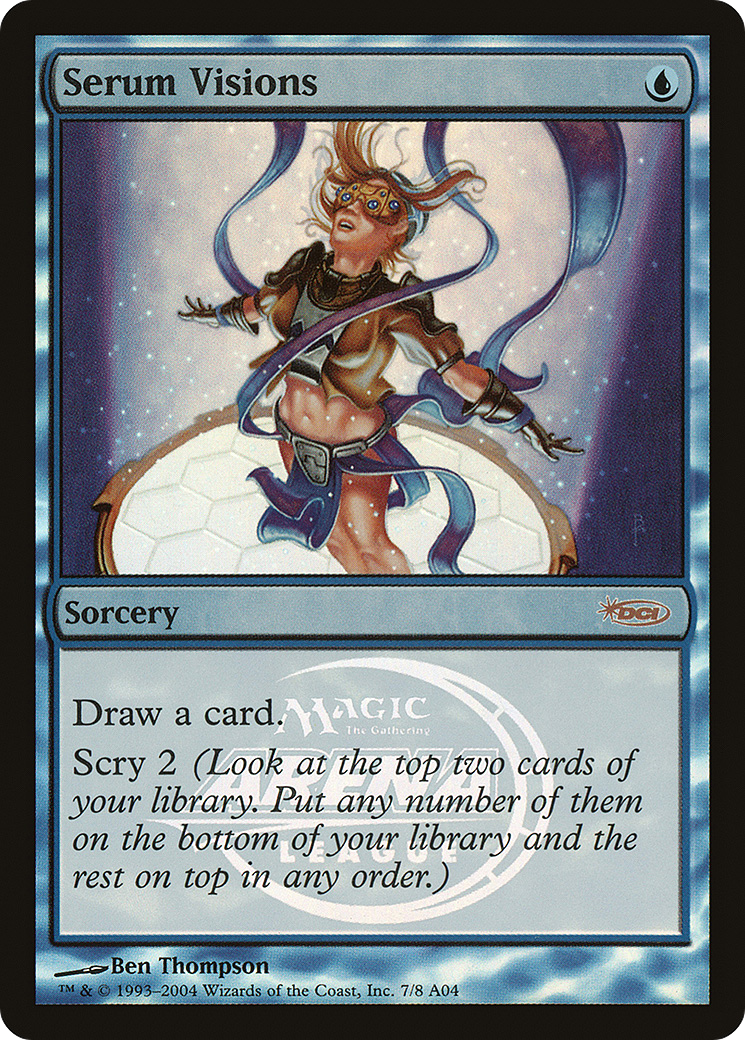 Serum Visions
Sorcery
DCI
Draw a card.
MAGIC
The Gathering
ARENA
LEAGUE
Scry 2 (Look at the top two cards of
your library. Put any number of them
on the bottom of your library and the
rest on top in any order.)
Ben Thompson
™ & © 1993–2004 Wizards of the Coast, Inc. 7/8 A04